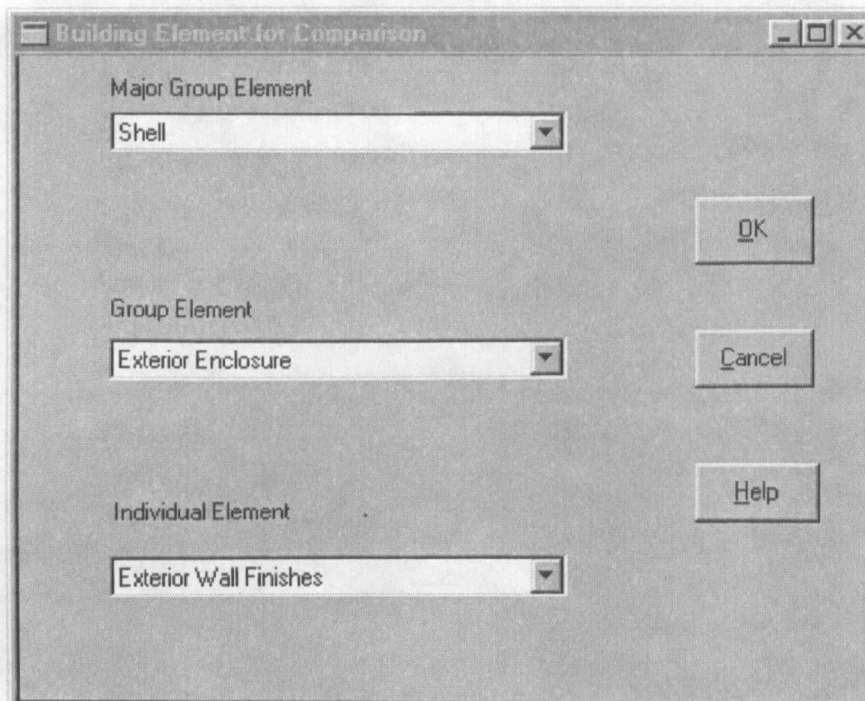 Building Element for Comparison
Major Group Element
Shell
OK
Group Element
Exterior Enclosure
Cancel
Help
Individual Element
Exterior Wall Finishes